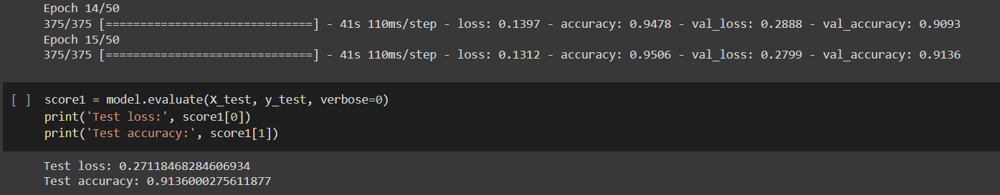 Epoch 14/50
375/375 [==============================] - 41s 110ms/step - loss: 0.1397 - accuracy: 0.9478 - val_loss: 0.2888 - val_accuracy: 0.9093
Epoch 15/50
375/375 [==============================] - 41s 110ms/step - loss: 0.1312 - accuracy: 0.9506 - val_loss: 0.2799 - val_accuracy: 0.9136
[ ] score1 = model.evaluate(X_test, y_test, verbose=0)
print('Test loss:', score1[0])
print('Test accuracy:', score1[1])
Test loss: 0.27118468284606934
Test accuracy: 0.9136000275611877